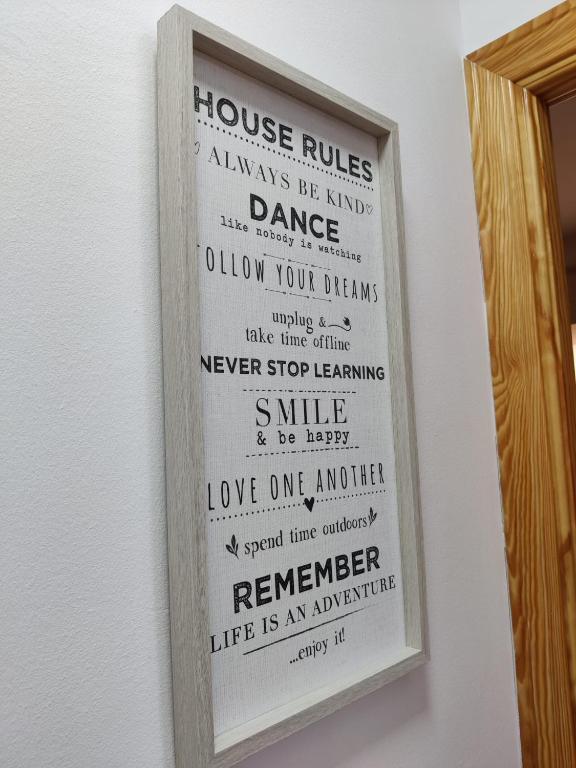 HOUSE RULES
ALWAYS BE KIND
DANCE
like nobody is watching
OLLOW YOUR DREAMS
unplug &
take time offline
NEVER STOP LEARNING
SMILE
& be happy
LOVE ONE ANOTHER
spend time outdoors
REMEMBER
LIFE IS AN ADVENTURE
...enjoy it!